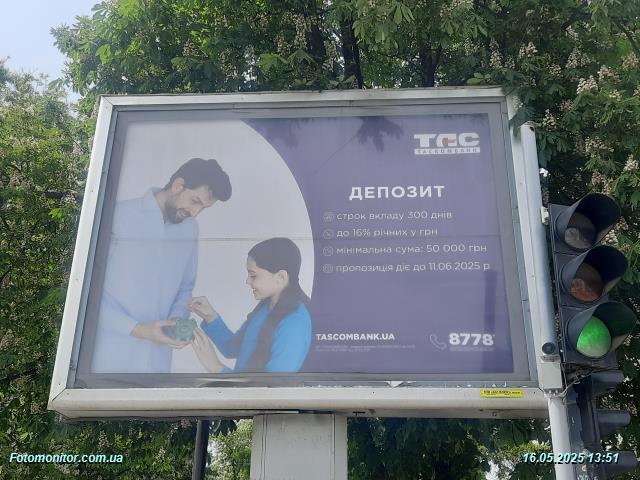 ТАС
ТАСКОМБАНК
ДЕПОЗИТ
строк вкладу 300 днів
до 16% річних у грн
мінімальна сума: 50 000 грн
пропозиція діє до 11.06.2025 р
TASCOMBANK.UA
8778
Fotomonitor.com.ua
16.05.2025 13:51